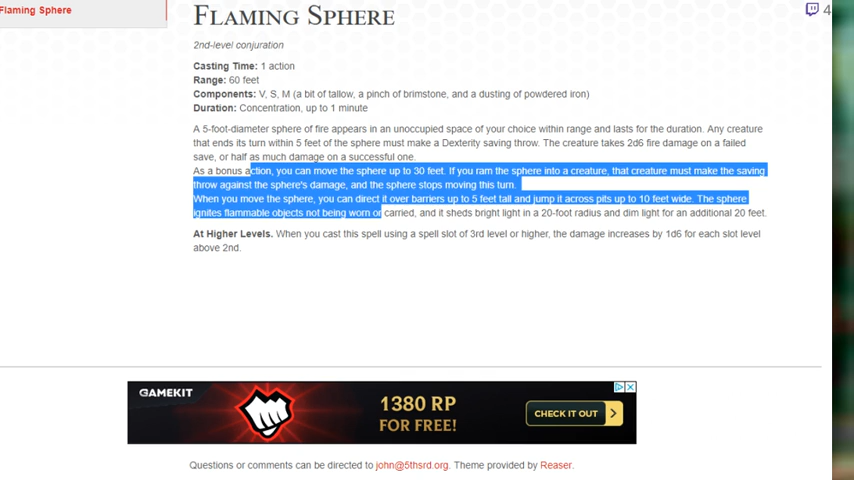 Flaming Sphere
4
FLAMING SPHERE
2nd-level conjuration
Casting Time: 1 action
Range: 60 feet
Components: V, S, M (a bit of tallow, a pinch of brimstone, and a dusting of powdered iron)
Duration: Concentration, up to 1 minute
A 5-foot-diameter sphere of fire appears in an unoccupied space of your choice within range and lasts for the duration. Any creature
that ends its turn within 5 feet of the sphere must make a Dexterity saving throw. The creature takes 2d6 fire damage on a failed
save, or half as much damage on a successful one.
As a bonus action, you can move the sphere up to 30 feet. If you ram the sphere into a creature, that creature must make the saving
throw against the sphere's damage, and the sphere stops moving this turn.
When you move the sphere, you can direct it over barriers up to 5 feet tall and jump it across pits up to 10 feet wide. The sphere
ignites flammable objects not being worn or carried, and it sheds bright light in a 20-foot radius and dim light for an additional 20 feet.
At Higher Levels. When you cast this spell using a spell slot of 3rd level or higher, the damage increases by 1d6 for each slot level
above 2nd.
GAMEKIT
1380 RP
FOR FREE!
CHECK IT OUT
Questions or comments can be directed to john@5thsrd.org. Theme provided by Reaser.